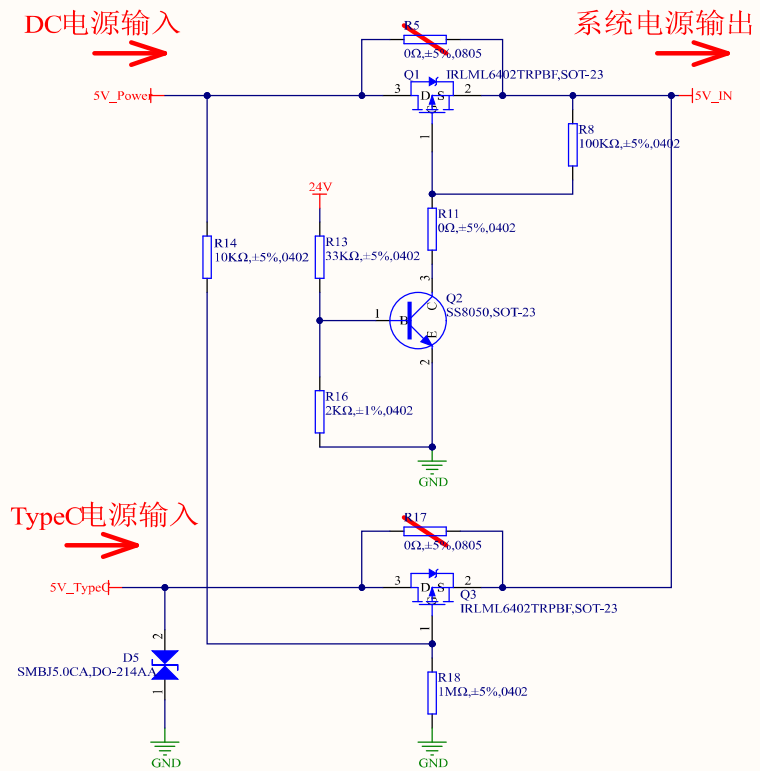 DC电源输入
系统电源输出
R5
0Ω,±5%,0805
Q1
IRLML6402TRPBF,SOT-23
5V_Power
3
D
S
2
5V_IN
G
1
R8
100KΩ,±5%,0402
24V
R11
0Ω,±5%,0402
R14
10KΩ,±5%,0402
R13
33KΩ,±5%,0402
3
Q2
SS8050,SOT-23
1
B
C
E
2
R16
2KΩ,±1%,0402
GND
TypeC电源输入
R17
0Ω,±5%,0805
5V_TypeC
3
D
S
2
Q3
IRLML6402TRPBF,SOT-23
G
1
2
D5
SMBJ5.0CA,DO-214AA
1
R18
1MΩ,±5%,0402
GND
GND